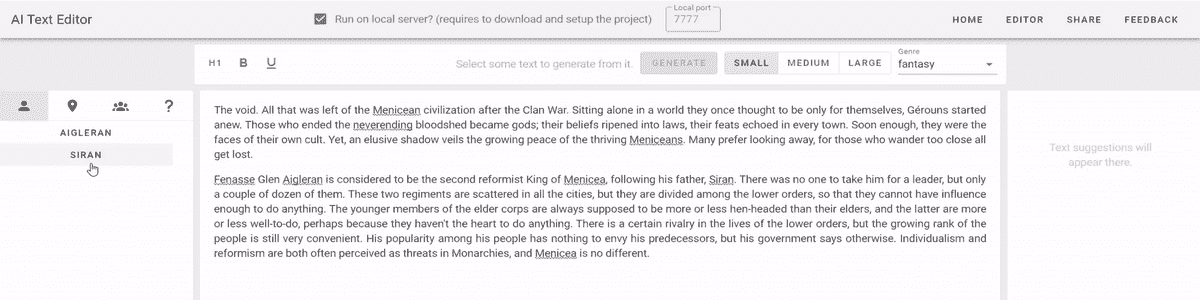 AI Text Editor
Run on local server? (requires to download and setup the project)
Local port
7777
HOME EDITOR SHARE FEEDBACK
H1 B U
Select some text to generate from it.
GENERATE
SMALL MEDIUM LARGE
Genre
fantasy
?
AIGLERAN
SIRAN
The void. All that was left of the Menicean civilization after the Clan War. Sitting alone in a world they once thought to be only for themselves, Gérouns started
anew. Those who ended the neverending bloodshed became gods; their beliefs ripened into laws, their feats echoed in every town. Soon enough, they were the
faces of their own cult. Yet, an elusive shadow veils the growing peace of the thriving Meniceans. Many prefer looking away, for those who wander too close all
get lost.
Fenasse Glen Aigleran is considered to be the second reformist King of Menicea, following his father, Siran. There was no one to take him for a leader, but only
a couple of dozen of them. These two regiments are scattered in all the cities, but they are divided among the lower orders, so that they cannot have influence
enough to do anything. The younger members of the elder corps are always supposed to be more or less hen-headed than their elders, and the latter are more
or less well-to-do, perhaps because they haven't the heart to do anything. There is a certain rivalry in the lives of the lower orders, but the growing rank of the
people is still very convenient. His popularity among his people has nothing to envy his predecessors, but his government says otherwise. Individualism and
reformism are both often perceived as threats in Monarchies, and Menicea is no different.
Text suggestions will
appear there.